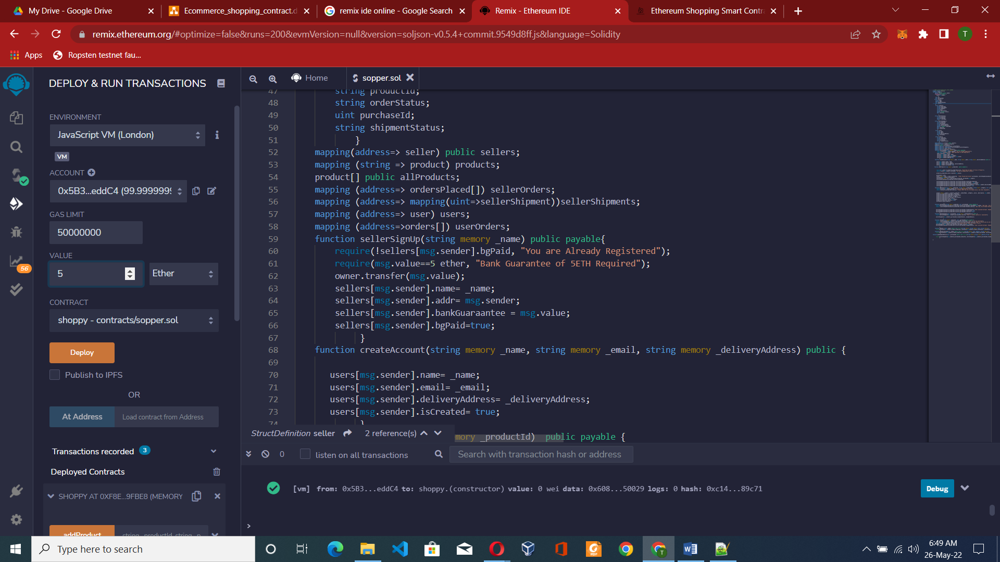 My Drive - Google Drive
Ecommerce_shopping_contract.d
remix ide online - Google Search
Remix - Ethereum IDE
Ethereum Shopping Smart Contra
remix.ethereum.org/#optimize=false&runs=200&evmVersion=null&version=soljson-v0.5.4+commit.9549d8ff.js&language=Solidity
T
Apps
Ropsten testnet fau...
DEPLOY & RUN TRANSACTIONS
ENVIRONMENT
JavaScript VM (London)
VM
ACCOUNT
0x5B3...eddC4 (99.9999999
GAS LIMIT
50000000
VALUE
5
Ether
56
CONTRACT
shoppy - contracts/sopper.sol
Deploy
Publish to IPFS
OR
At Address
Load contract from Address
Transactions recorded 3
Deployed Contracts
SHOPPY AT 0XF8E...9FBE8 (MEMORY
addProduct
string _productId, string _p
Home
sopper.sol
47 string productId;
48 string orderStatus;
49 uint purchaseId;
50 string shipmentStatus;
51 }
52 mapping(address=> seller) public sellers;
53 mapping (string => product) products;
54 product[] public allProducts;
55 mapping (address=> ordersPlaced[]) sellerOrders;
56 mapping (address=> mapping(uint=>sellerShipment))sellerShipments;
57 mapping (address=> user) users;
58 mapping (address=>orders[]) userOrders;
59 function sellerSignUp(string memory _name) public payable{
60 require(!sellers[msg.sender].bgPaid, "You are Already Registered");
61 require(msg.value==5 ether, "Bank Guarantee of 5ETH Required");
62 owner.transfer(msg.value);
63 sellers[msg.sender].name= _name;
64 sellers[msg.sender].addr= msg.sender;
65 sellers[msg.sender].bankGuaraantee = msg.value;
66 sellers[msg.sender].bgPaid=true;
67 }
68 function createAccount(string memory _name, string memory _email, string memory _deliveryAddress) public {
69
70 users[msg.sender].name= _name;
71 users[msg.sender].email= _email;
72 users[msg.sender].deliveryAddress= _deliveryAddress;
73 users[msg.sender].isCreated= true;
74 }
StructDefinition seller 2 reference(s)
mory _productId) public payable {
0
listen on all transactions
Search with transaction hash or address
[vm] from: 0x5B3...eddC4 to: shoppy.(constructor) value: 0 wei data: 0x608...50029 logs: 0 hash: 0xc14...89c71
Debug
>
Type here to search
6:49 AM
26-May-22